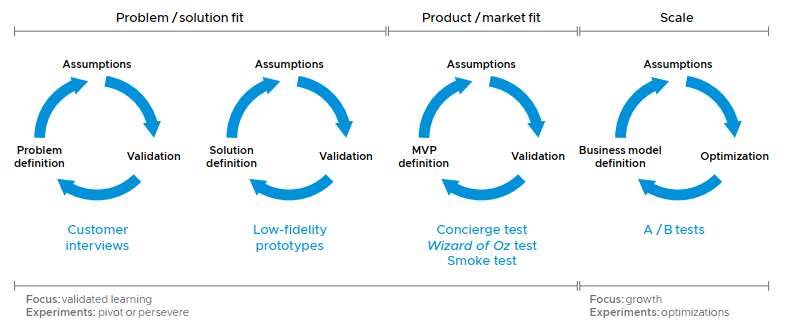 Problem / solution fit
Product / market fit
Scale
Assumptions
Problem
definition
Validation
Customer
interviews
Assumptions
Solution
definition
Validation
Low-fidelity
prototypes
Assumptions
MVP
definition
Validation
Concierge test
Wizard of Oz test
Smoke test
Assumptions
Business model
definition
Optimization
A / B tests
Focus: validated learning
Experiments: pivot or persevere
Focus: growth
Experiments: optimizations